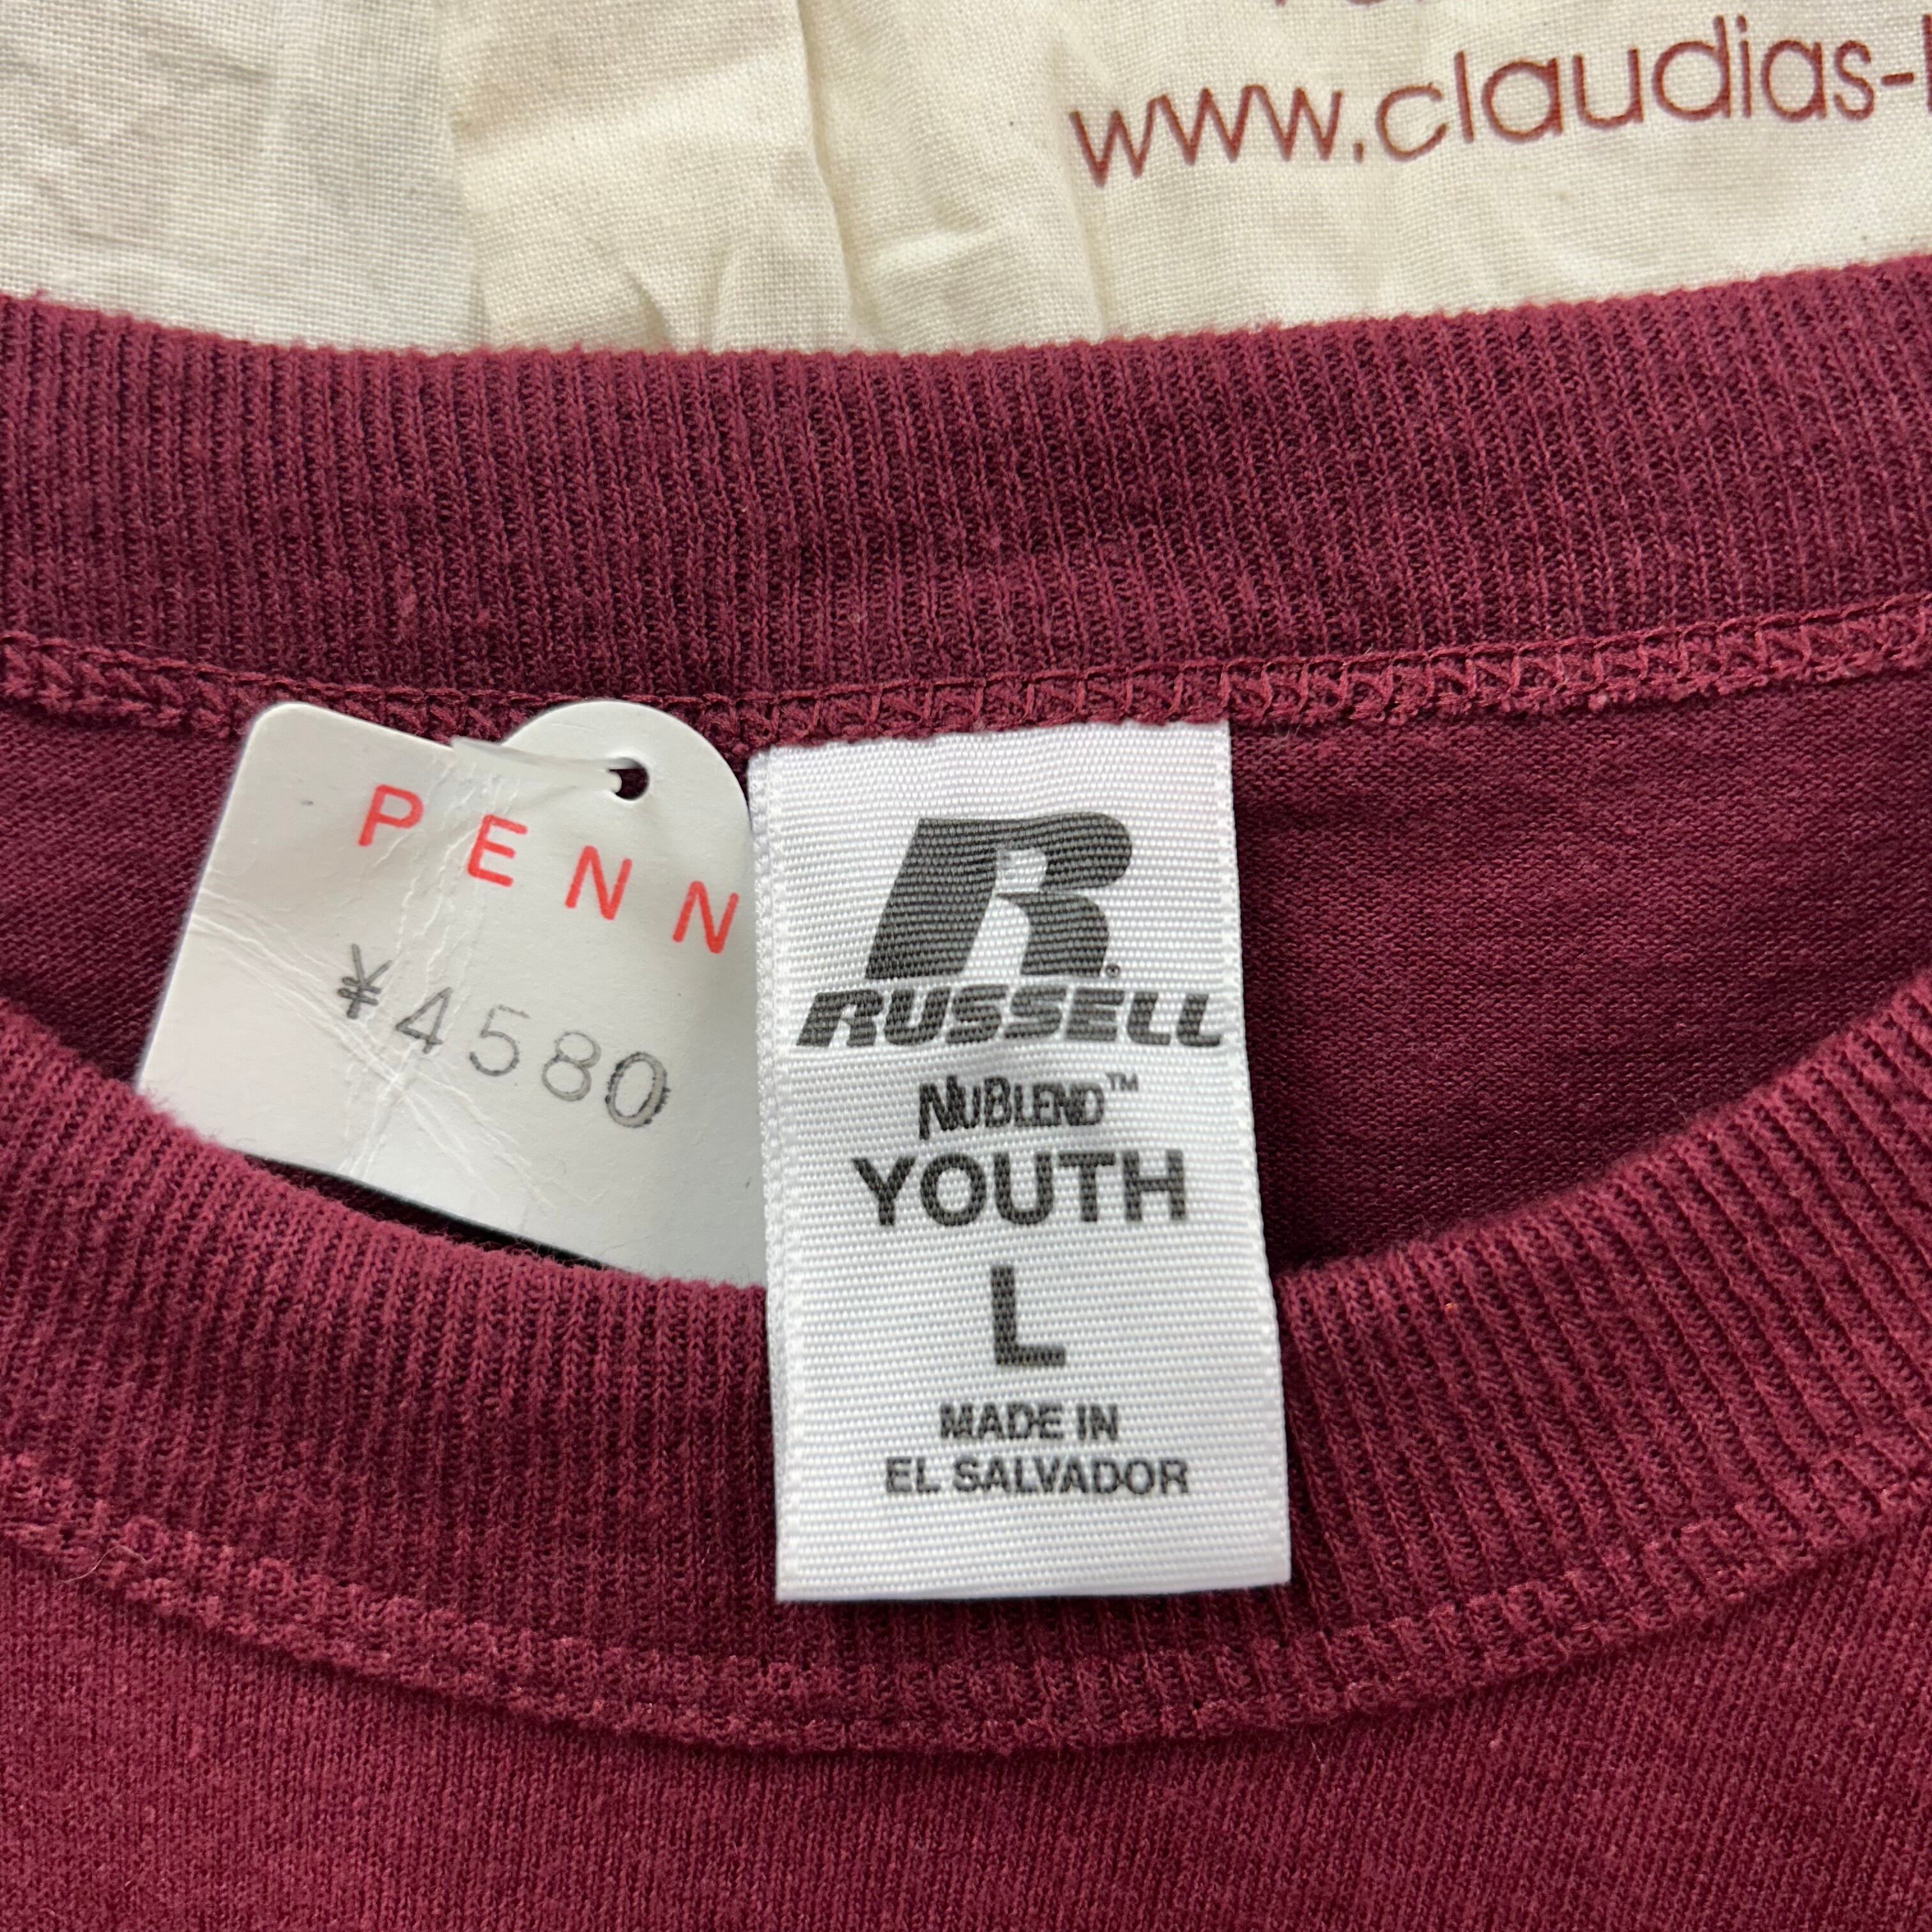 www.claudias-
PENN
¥4580
R®
RUSSELL
NUBLEND™
YOUTH
L
MADE IN
EL SALVADOR